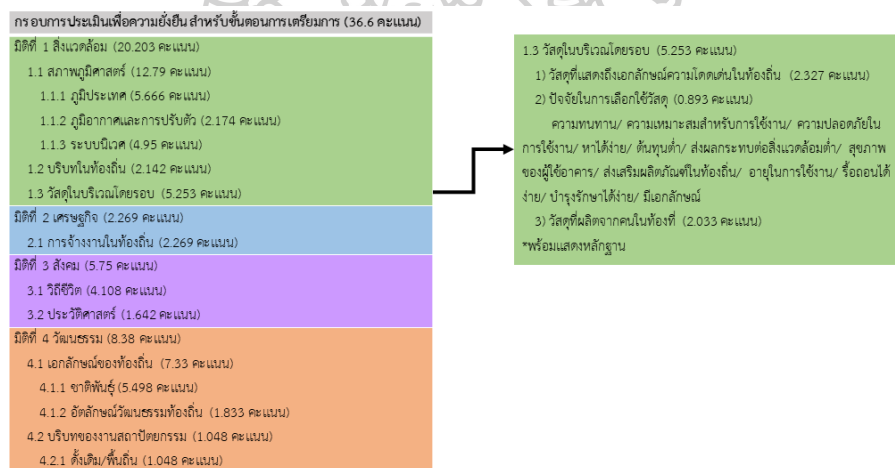 กรอบการประเมินเพื่อความยั่งยืน สำหรับขั้นตอนการเตรียมการ (36.6 คะแนน)
มิติที่ 1 สิ่งแวดล้อม (20.203 คะแนน)
1.1 สภาพภูมิศาสตร์ (12.79 คะแนน)
1.1.1 ภูมิประเทศ (5.666 คะแนน)
1.1.2 ภูมิอากาศและการปรับตัว (2.174 คะแนน)
1.1.3 ระบบนิเวศ (4.95 คะแนน)
1.2 บริบทในท้องถิ่น (2.142 คะแนน)
1.3 วัสดุในบริเวณโดยรอบ (5.253 คะแนน)
มิติที่ 2 เศรษฐกิจ (2.269 คะแนน)
2.1 การจ้างงานในท้องถิ่น (2.269 คะแนน)
มิติที่ 3 สังคม (5.75 คะแนน)
3.1 วิถีชีวิต (4.108 คะแนน)
3.2 ประวัติศาสตร์ (1.642 คะแนน)
มิติที่ 4 วัฒนธรรม (8.38 คะแนน)
4.1 เอกลักษณ์ของท้องถิ่น (7.33 คะแนน)
4.1.1 ชาติพันธุ์ (5.498 คะแนน)
4.1.2 อัตลักษณ์วัฒนธรรมท้องถิ่น (1.833 คะแนน)
4.2 บริบทของงานสถาปัตยกรรม (1.048 คะแนน)
4.2.1 ดั้งเดิม/พื้นถิ่น (1.048 คะแนน)
1.3 วัสดุในบริเวณโดยรอบ (5.253 คะแนน)
1) วัสดุที่แสดงถึงเอกลักษณ์ความโดดเด่นในท้องถิ่น (2.327 คะแนน)
2) ปัจจัยในการเลือกใช้วัสดุ (0.893 คะแนน)
ความทนทาน/ ความเหมาะสมสำหรับการใช้งาน/ ความปลอดภัยใน
การใช้งาน/ หาได้ง่าย/ ต้นทุนต่ำ/ ส่งผลกระทบต่อสิ่งแวดล้อมต่ำ/ สุขภาพ
ของผู้ใช้อาคาร/ ส่งเสริมผลิตภัณฑ์ในท้องถิ่น/ อายุในการใช้งาน/ รื้อถอนได้
ง่าย/ บำรุงรักษาได้ง่าย/ มีเอกลักษณ์
3) วัสดุที่ผลิตจากคนในท้องที่ (2.033 คะแนน)
*พร้อมแสดงหลักฐาน